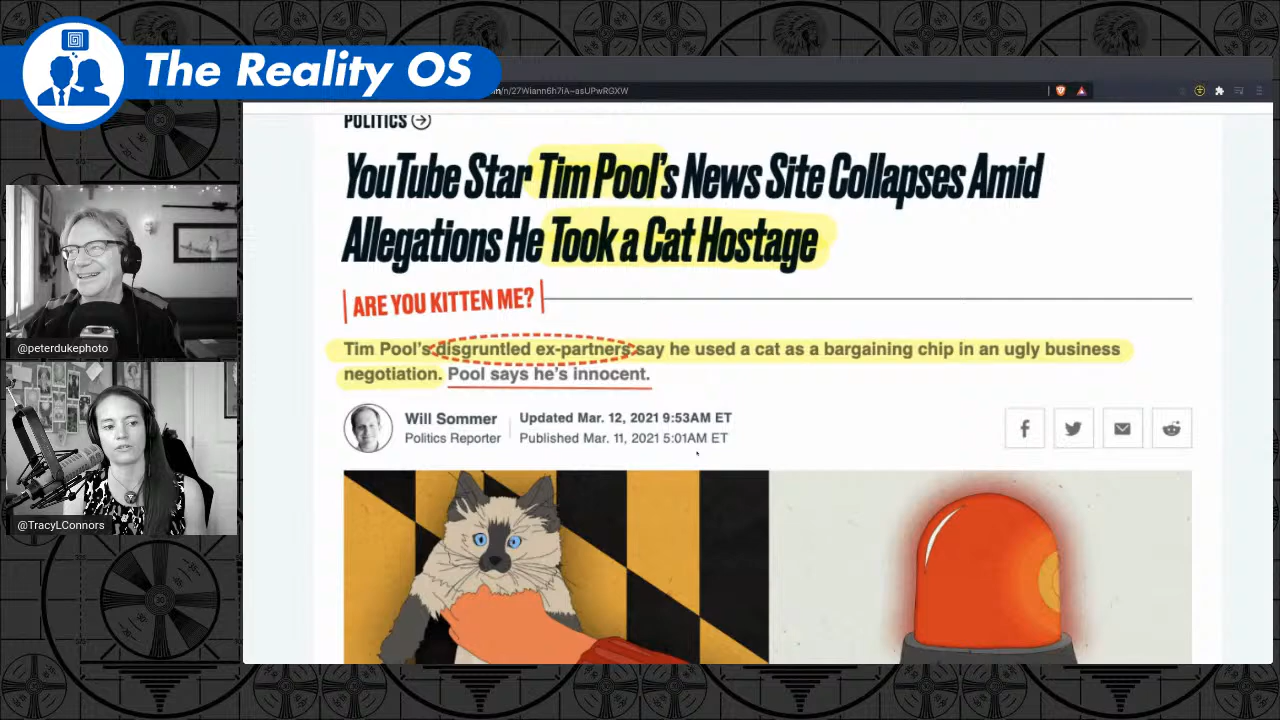 The Reality OS
in/n/27Wiann6h7iA-asUPwRGXW
POLITICS
YouTube Star Tim Pool's News Site Collapses Amid
Allegations He Took a Cat Hostage
ARE YOU KITTEN ME?
Tim Pool's disgruntled ex-partners say he used a cat as a bargaining chip in an ugly business
negotiation. Pool says he's innocent.
Will Sommer
Politics Reporter
Updated Mar. 12, 2021 9:53AM ET
Published Mar. 11, 2021 5:01AM ET
@peterdukephoto
@TracyLConnors